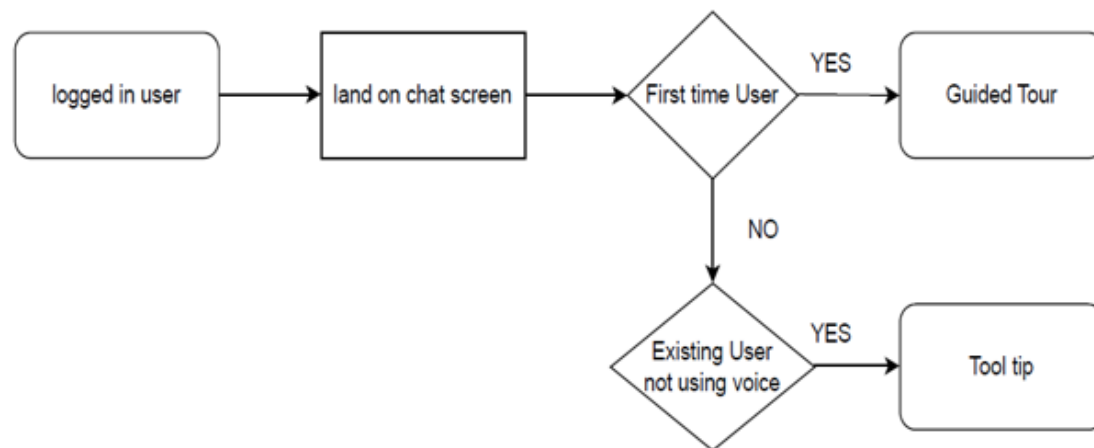 logged in user
land on chat screen
First time User
YES
Guided Tour
NO
Existing User
not using voice
YES
Tool tip